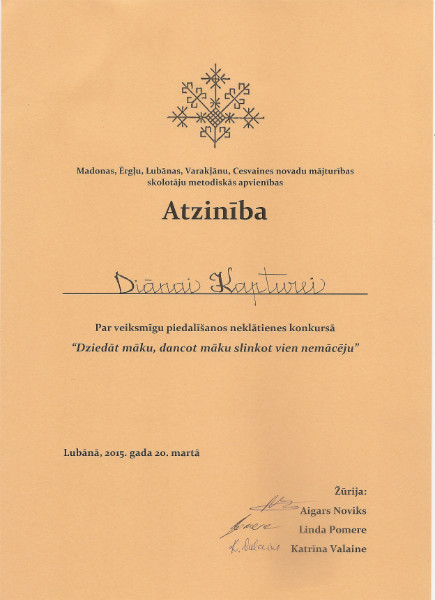 Madonas, Ērgļu, Lubānas, Varakļānu, Cesvaines novadu mājturības
skolotāju metodiskās apvienības
Atzinība
Diānai Kapturei
Par veiksmīgu piedalīšanos neklātienes konkursā
“Dziedāt māku, dancot māku slinkot vien nemācēju”
Lubānā, 2015. gada 20. martā
Žūrija:
Aigars Noviks
Linda Pomere
Katrīna Valaine